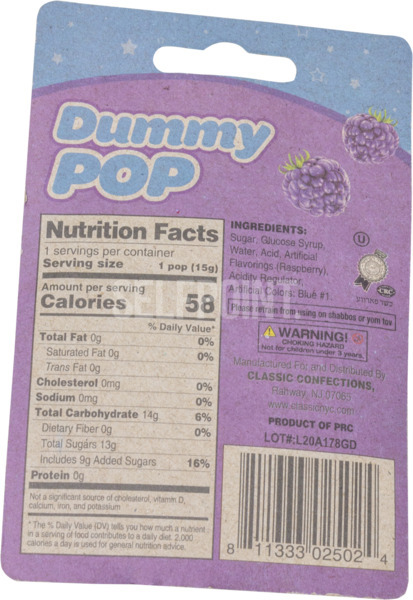 Dummy
POP
Nutrition Facts
1 servings per container
Serving size 1 pop (15g)
Amount per serving
Calories 58
% Daily Value*
Total Fat 0g 0%
Saturated Fat 0g 0%
Trans Fat 0g
Cholesterol 0mg 0%
Sodium 0mg 0%
Total Carbohydrate 14g 6%
Dietary Fiber 0g 0%
Total Sugars 13g
Includes 9g Added Sugars 16%
Protein 0g
Not a significant source of cholesterol, vitamin D,
calcium, iron, and potassium
* The % Daily Value (DV) tells you how much a nutrient
in a serving of food contributes to a daily diet. 2,000
calories a day is used for general nutrition advice.
INGREDIENTS:
Sugar, Glucose Syrup,
Water, Acid, Artificial
Flavorings (Raspberry),
Acidity Regulator,
Artificial Colors: Blue #1.
U
CRC
Please refrain from using on shabbos or yom tov
WARNING!
CHOKING HAZARD
Not for children under 3 years.
Manufactured For and Distributed By
CLASSIC CONFECTIONS,
Rahway, NJ 07065
www.classicnyc.com
PRODUCT OF PRC
LOT#:L20A178GD
8 11333 02502 4